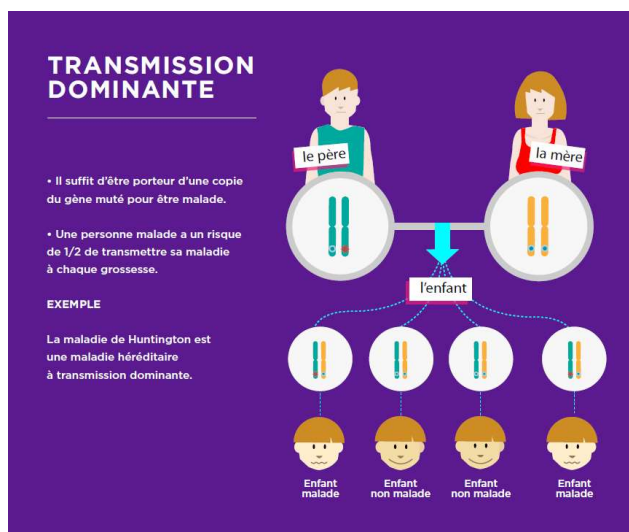 TRANSMISSION
DOMINANTE
• Il suffit d'être porteur d'une copie
du gène muté pour être malade.
• Une personne malade a un risque
de 1/2 de transmettre sa maladie
à chaque grossesse.
EXEMPLE
La maladie de Huntington est
une maladie héréditaire
à transmission dominante.
le père
la mère
l'enfant
Enfant
malade
Enfant
non malade
Enfant
non malade
Enfant
malade